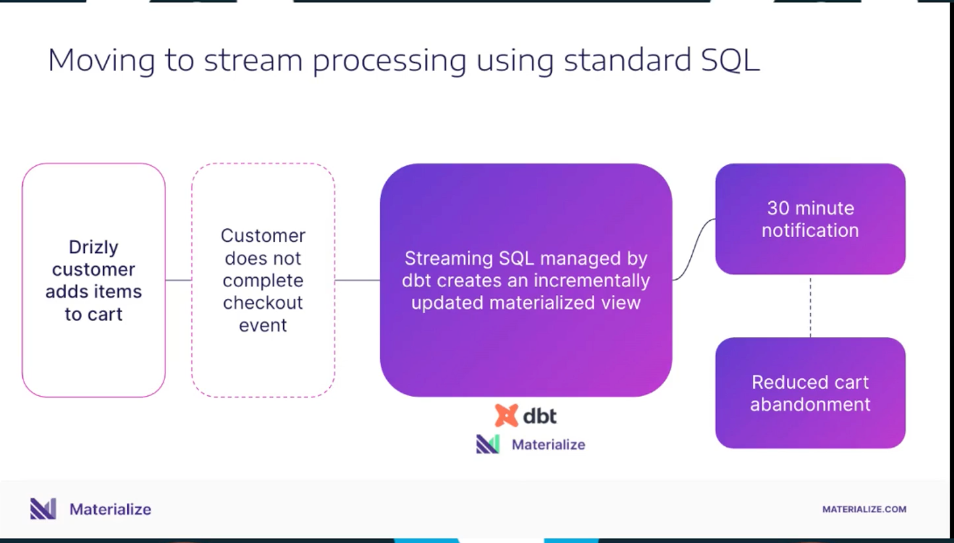 Moving to stream processing using standard SQL
Drizly
customer
adds items
to cart
Customer
does not
complete
checkout
event
Streaming SQL managed by
dbt creates an incrementally
updated materialized view
30 minute
notification
Reduced cart
abandonment
dbt
Materialize
Materialize
MATERIALIZE.COM